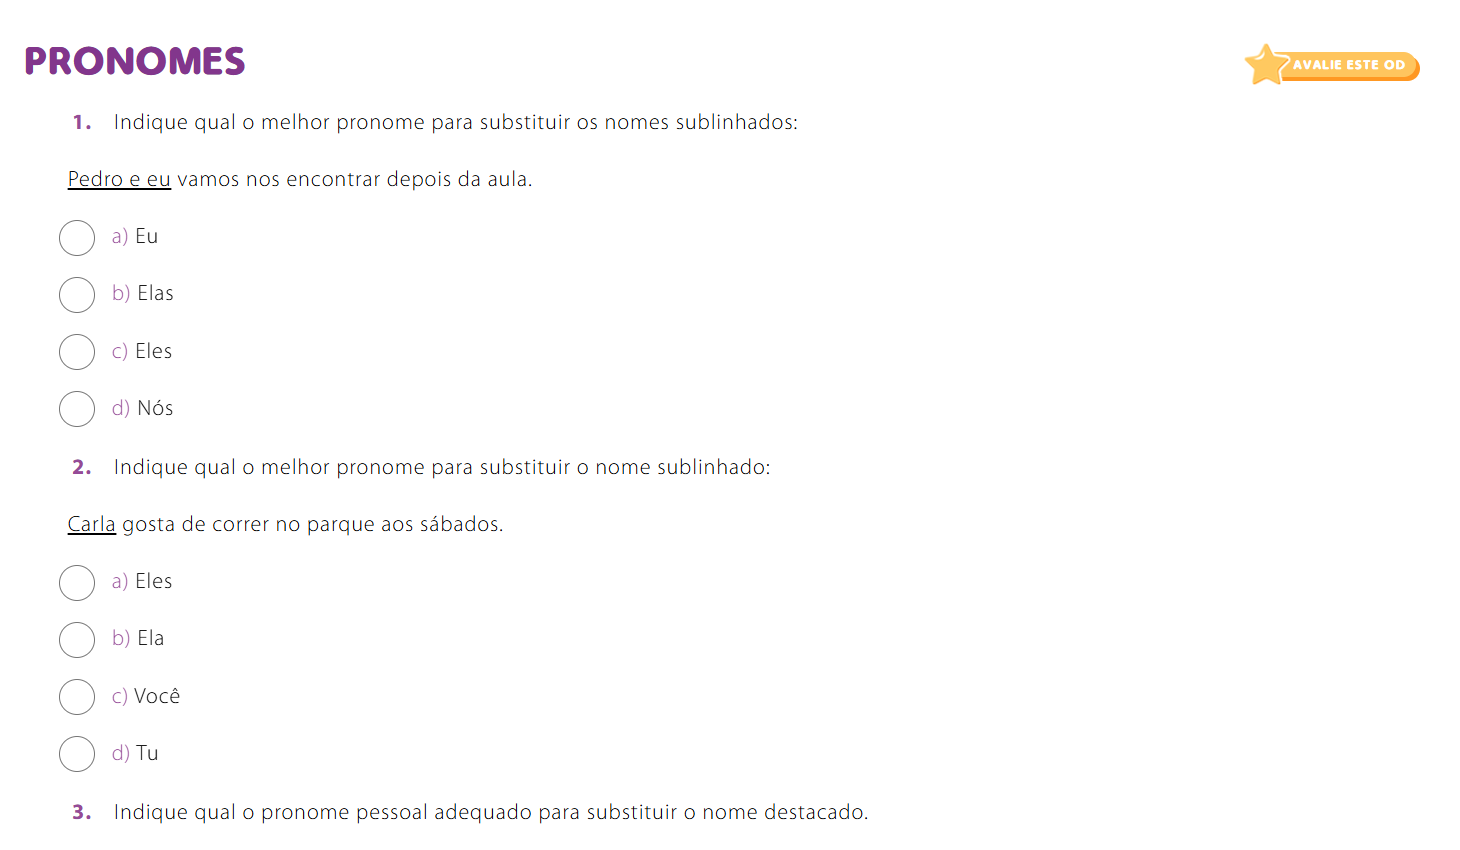 PRONOMES
AVALIE ESTE OD
1. Indique qual o melhor pronome para substituir os nomes sublinhados:
Pedro e eu vamos nos encontrar depois da aula.
a) Eu
b) Elas
c) Eles
d) Nós
2. Indique qual o melhor pronome para substituir o nome sublinhado:
Carla gosta de correr no parque aos sábados.
a) Eles
b) Ela
c) Você
d) Tu
3. Indique qual o pronome pessoal adequado para substituir o nome destacado.